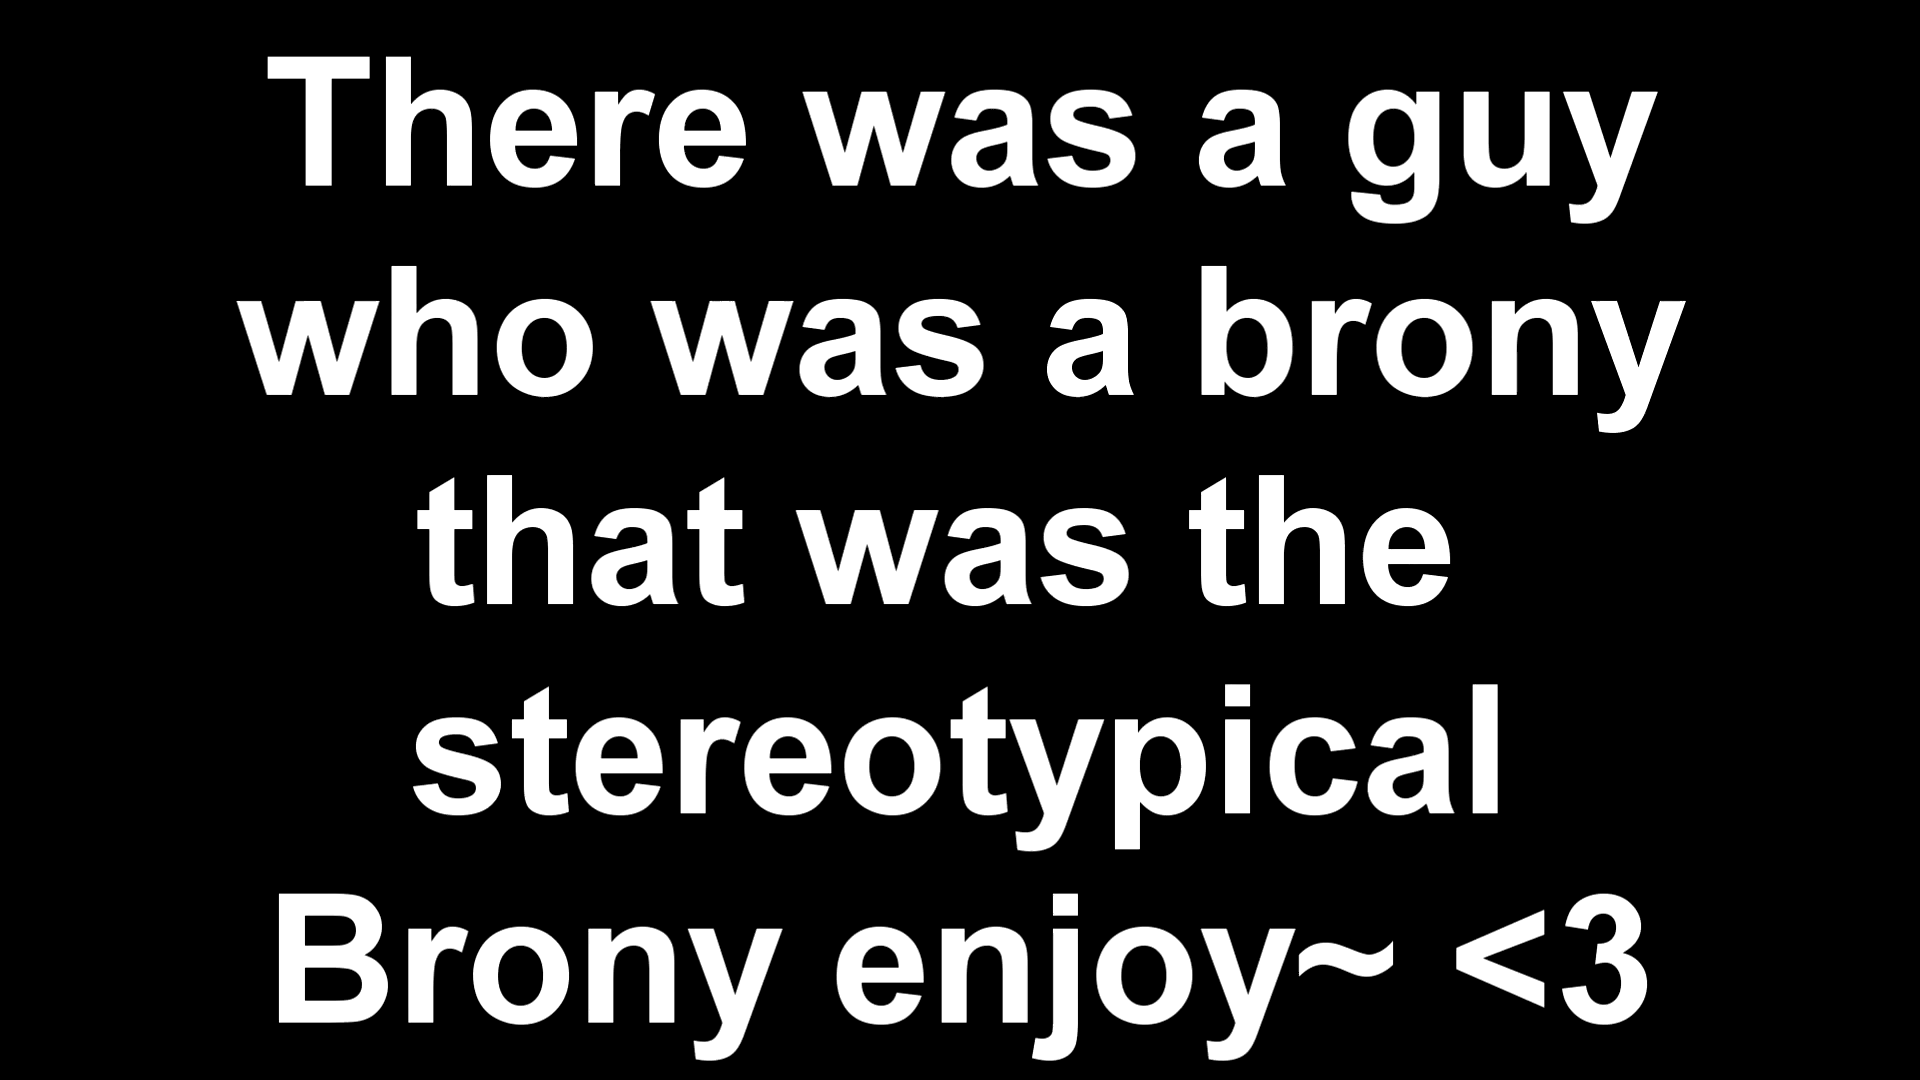 There was a guy
who was a brony
that was the
stereotypical
Brony enjoy~ <3